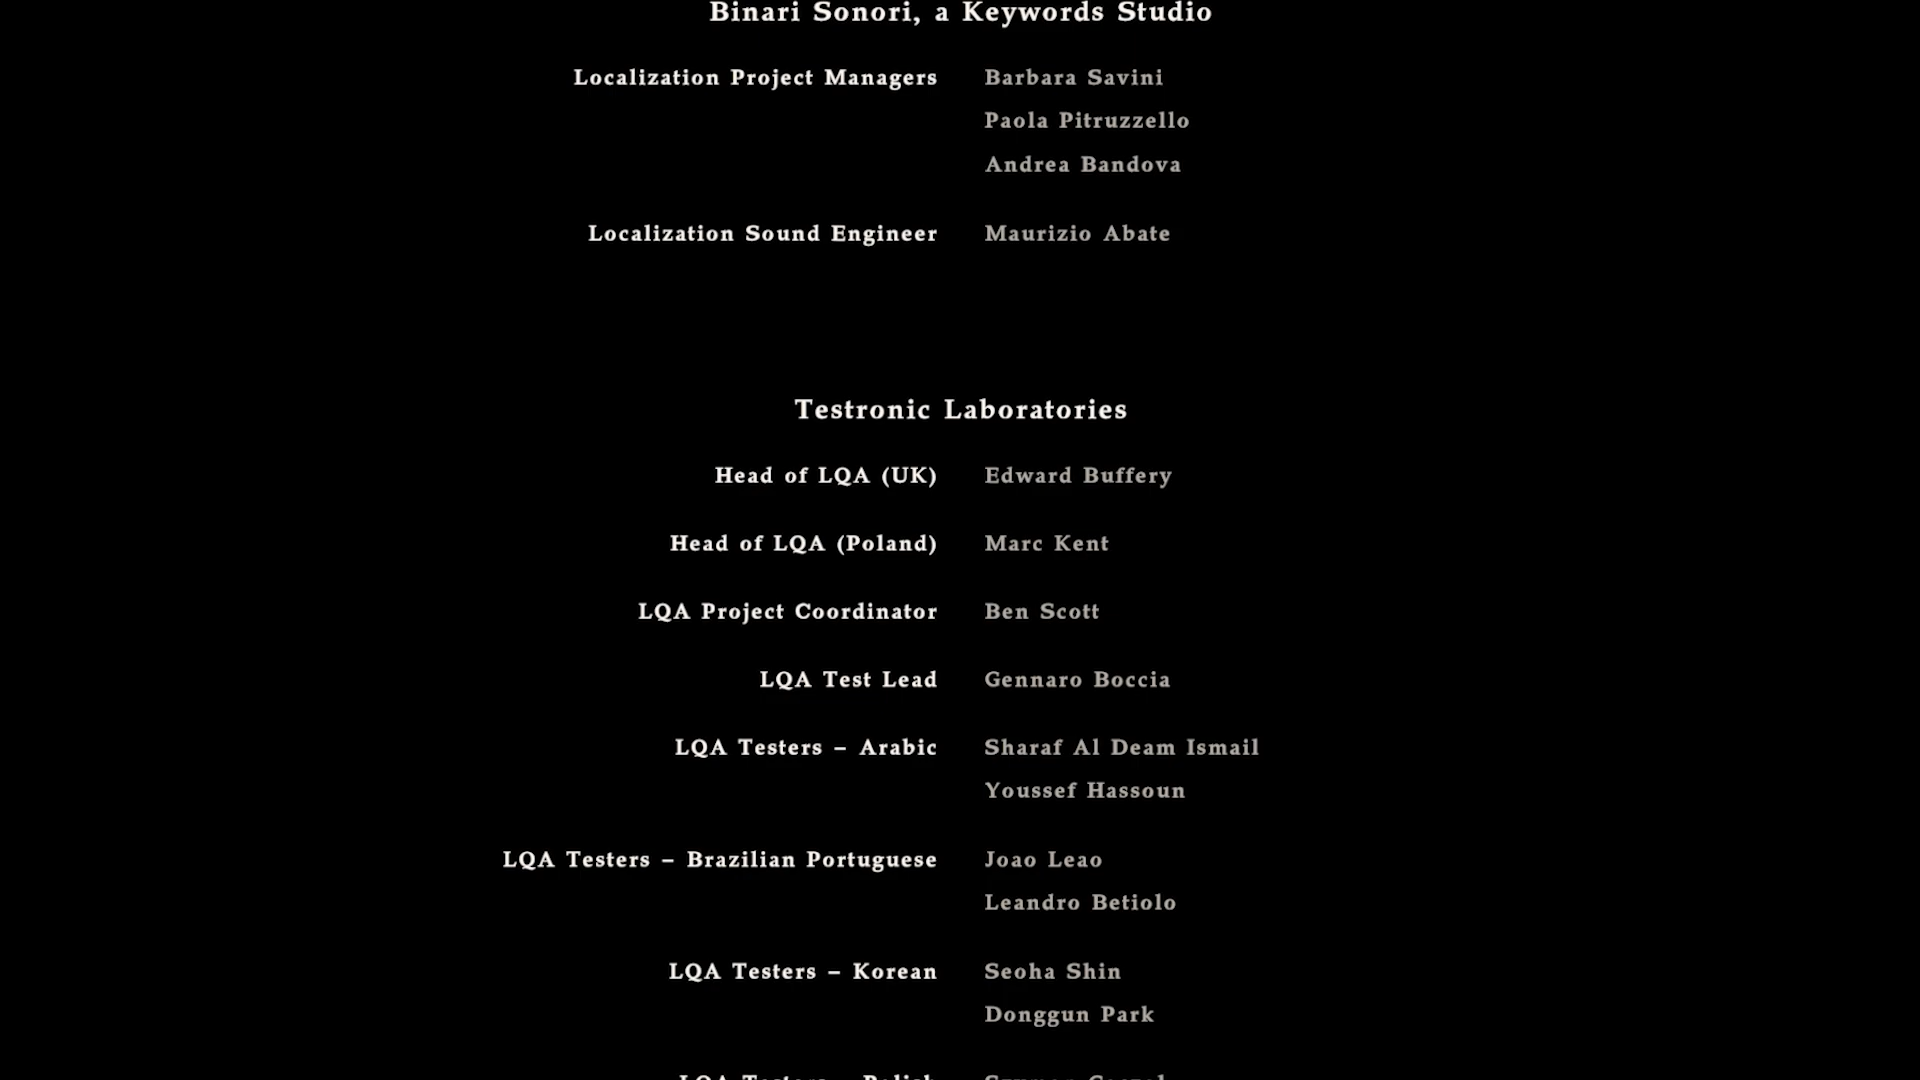 Binari Sonori, a Keywords Studio
Localization Project Managers Barbara Savini
Paola Pitruzzello
Andrea Bandova
Localization Sound Engineer Maurizio Abate
Testronic Laboratories
Head of LQA (UK) Edward Buffery
Head of LQA (Poland) Marc Kent
LQA Project Coordinator Ben Scott
LQA Test Lead Gennaro Boccia
LQA Testers – Arabic Sharaf Al Deam Ismail
Youssef Hassoun
LQA Testers – Brazilian Portuguese Joao Leao
Leandro Betiolo
LQA Testers – Korean Seoha Shin
Donggun Park
LQA Testers – Polish